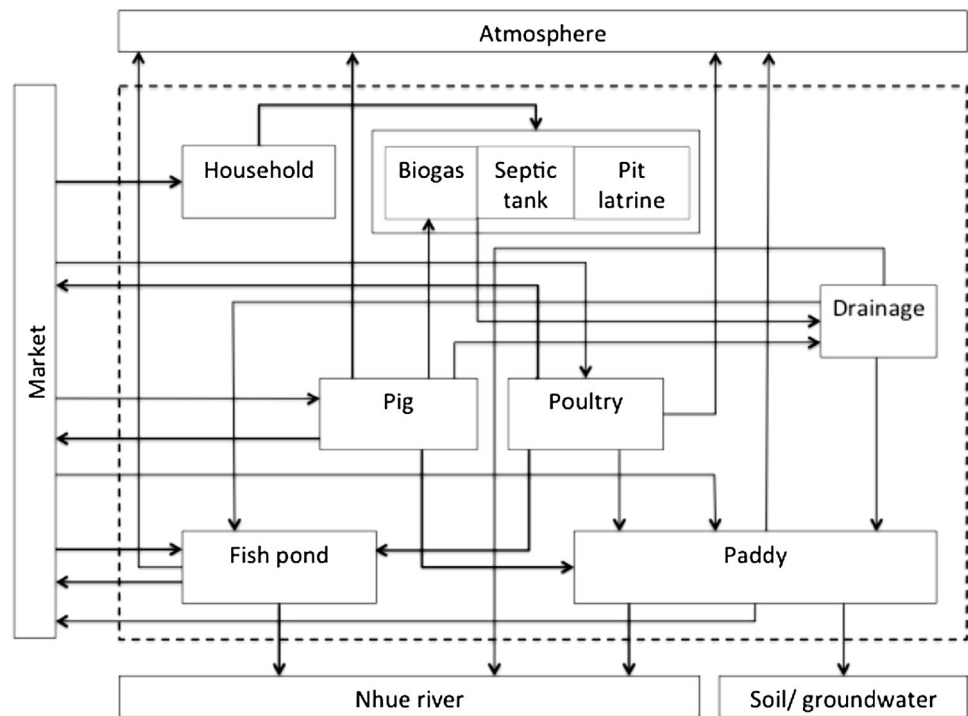 Atmosphere
Household
Biogas
Septic
tank
Pit
latrine
Drainage
Market
Pig
Poultry
Fish pond
Paddy
Nhue river
Soil/ groundwater